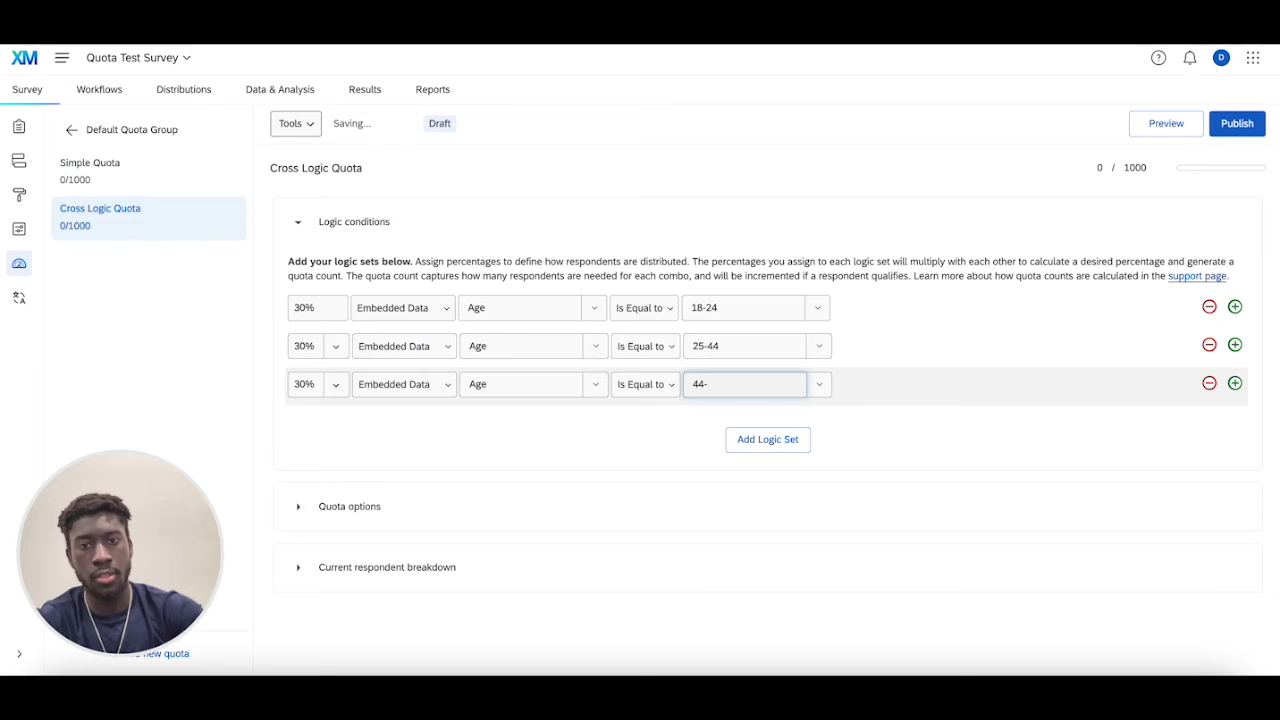 XM
Quota Test Survey
D
Survey
Workflows
Distributions
Data & Analysis
Results
Reports
Default Quota Group
Simple Quota
0/1000
Cross Logic Quota
0/1000
new quota
Tools
Saving...
Draft
Preview
Publish
Cross Logic Quota
0 / 1000
Logic conditions
Add your logic sets below. Assign percentages to define how respondents are distributed. The percentages you assign to each logic set will multiply with each other to calculate a desired percentage and generate a
quota count. The quota count captures how many respondents are needed for each combo, and will be incremented if a respondent qualifies. Learn more about how quota counts are calculated in the support page.
30% Embedded Data Age Is Equal to 18-24
30% Embedded Data Age Is Equal to 25-44
30% Embedded Data Age Is Equal to 44-
Add Logic Set
Quota options
Current respondent breakdown